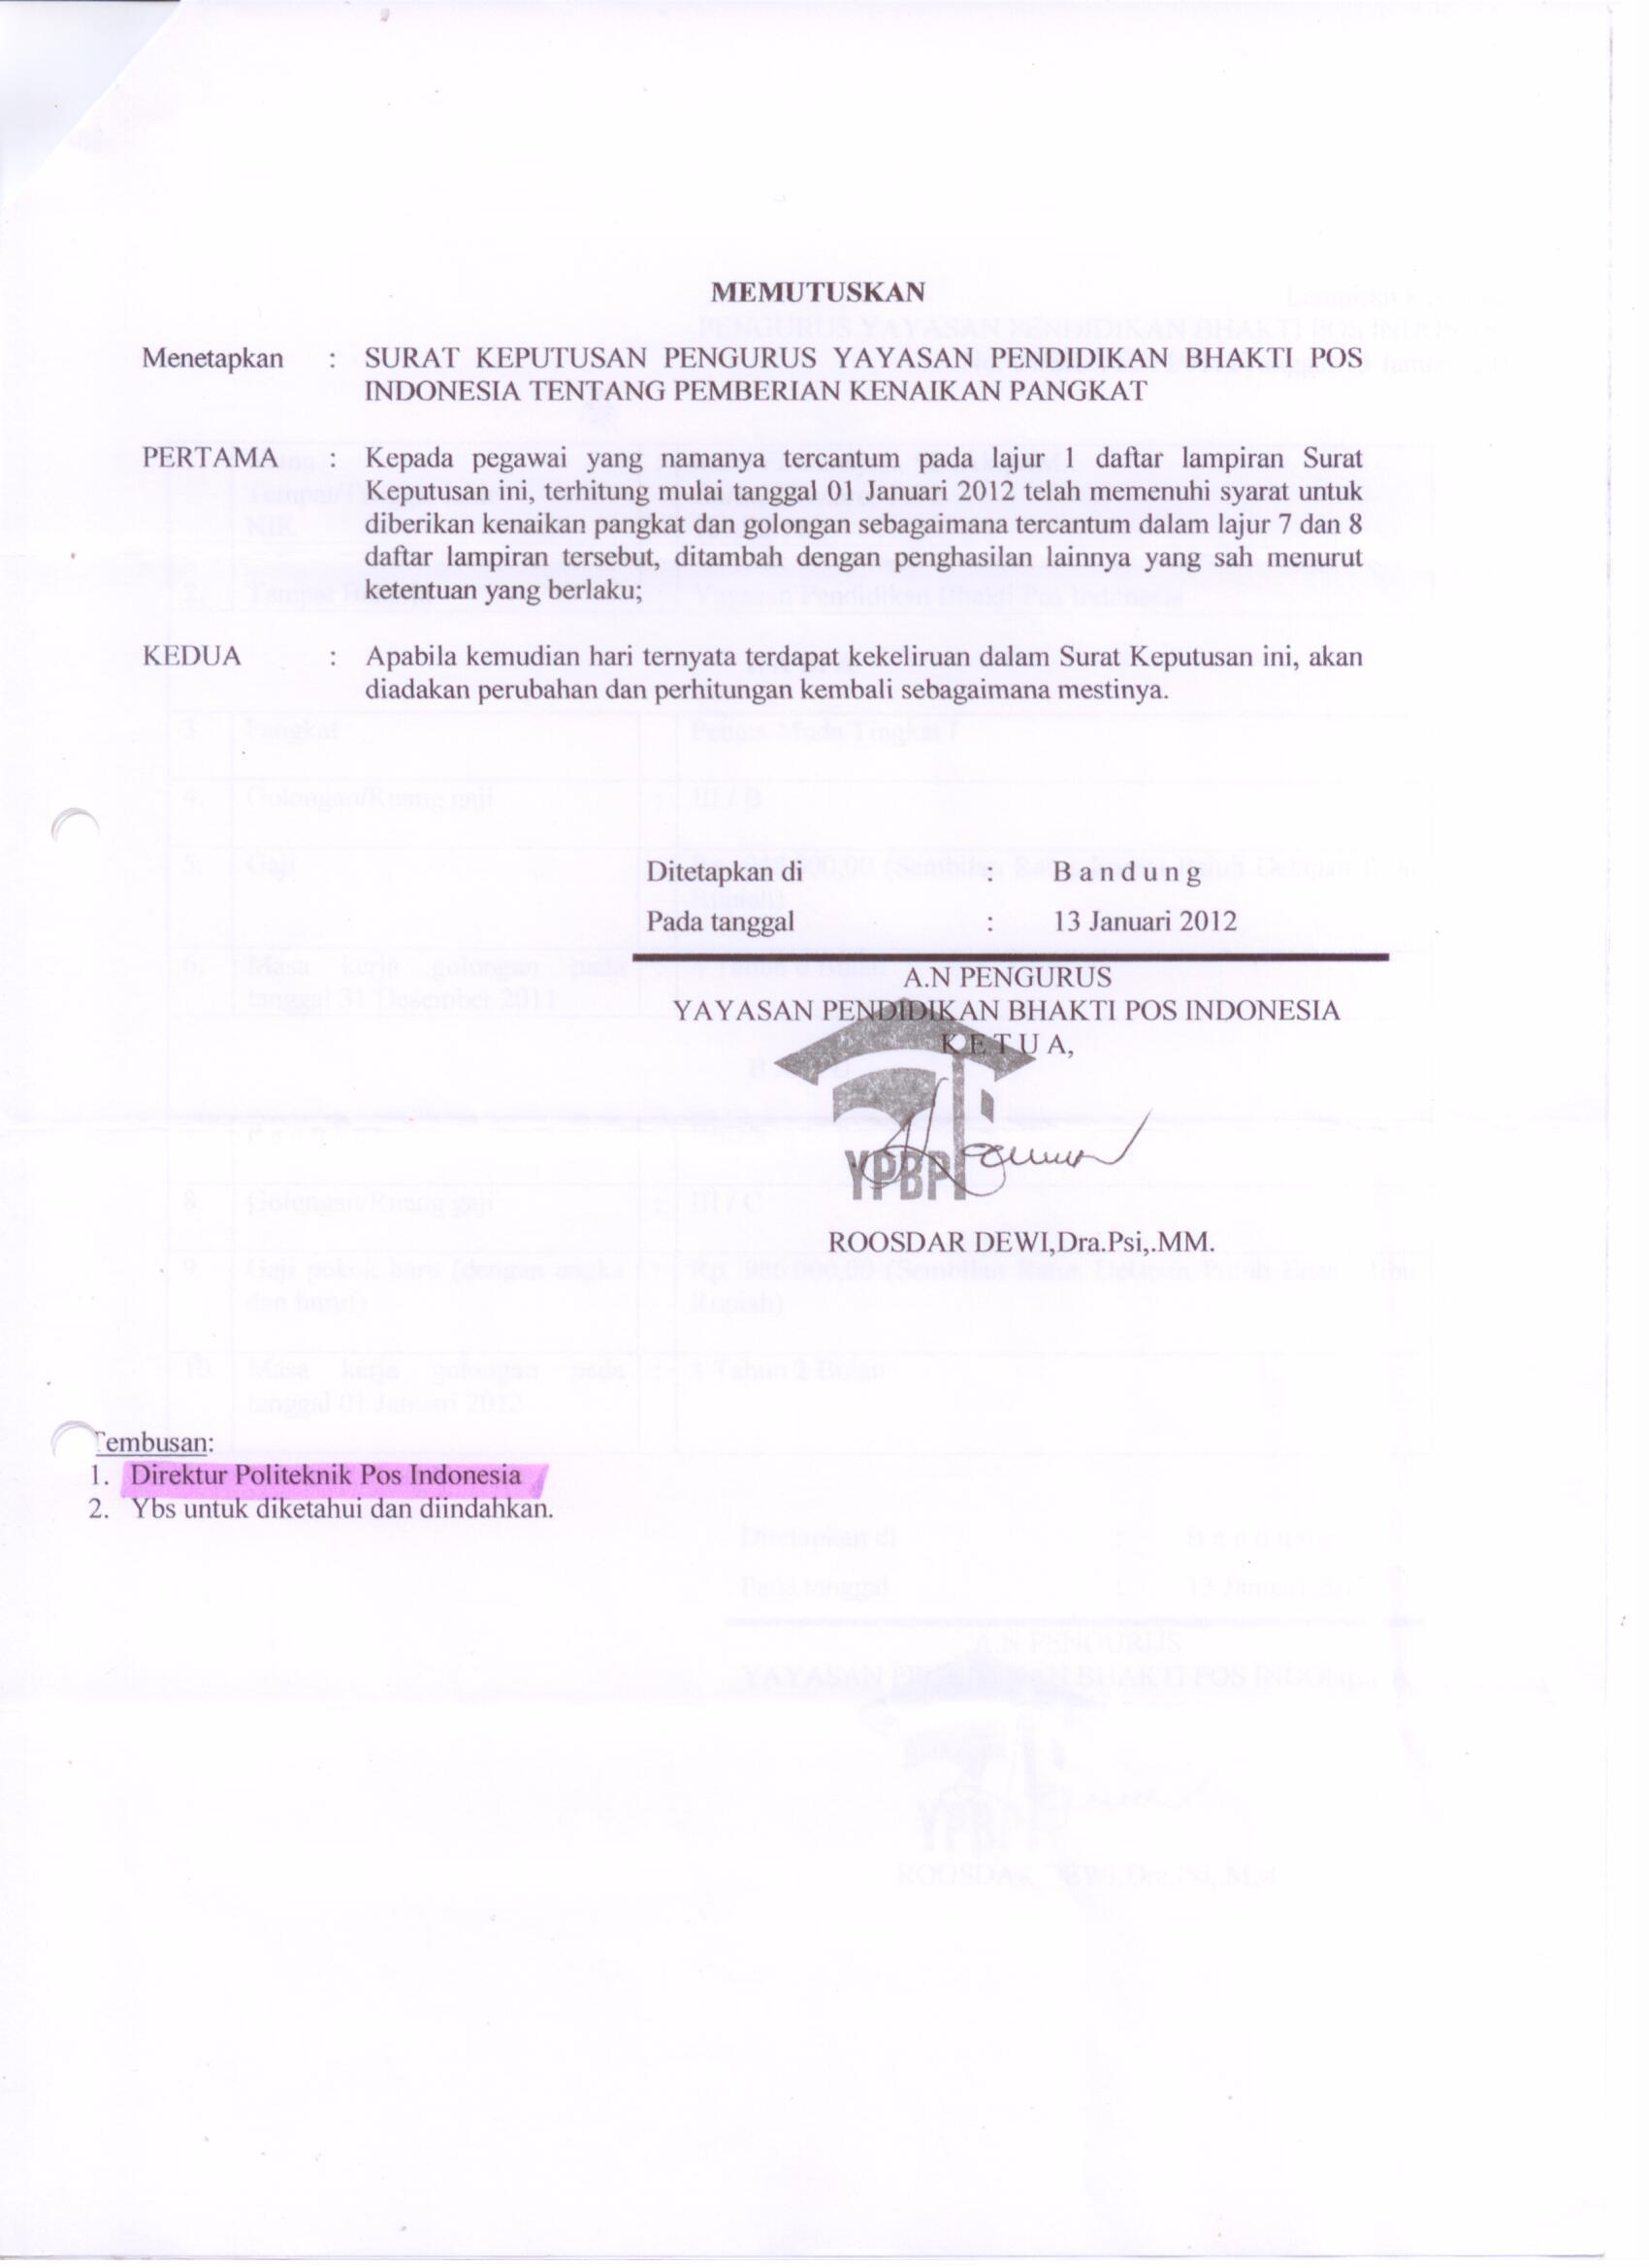 MEMUTUSKAN
Menetapkan : SURAT KEPUTUSAN PENGURUS YAYASAN PENDIDIKAN BHAKTI POS
INDONESIA TENTANG PEMBERIAN KENAIKAN PANGKAT
PERTAMA : Kepada pegawai yang namanya tercantum pada lajur 1 daftar lampiran Surat
Keputusan ini, terhitung mulai tanggal 01 Januari 2012 telah memenuhi syarat untuk
diberikan kenaikan pangkat dan golongan sebagaimana tercantum dalam lajur 7 dan 8
daftar lampiran tersebut, ditambah dengan penghasilan lainnya yang sah menurut
ketentuan yang berlaku;
KEDUA : Apabila kemudian hari ternyata terdapat kekeliruan dalam Surat Keputusan ini, akan
diadakan perubahan dan perhitungan kembali sebagaimana mestinya.
Ditetapkan di : B a n d u n g
Pada tanggal : 13 Januari 2012
A.N PENGURUS
YAYASAN PENDIDIKAN BHAKTI POS INDONESIA
K E T U A,
YPBPI
ROOSDAR DEWI,Dra.Psi,.MM.
Tembusan:
1. Direktur Politeknik Pos Indonesia
2. Ybs untuk diketahui dan diindahkan.